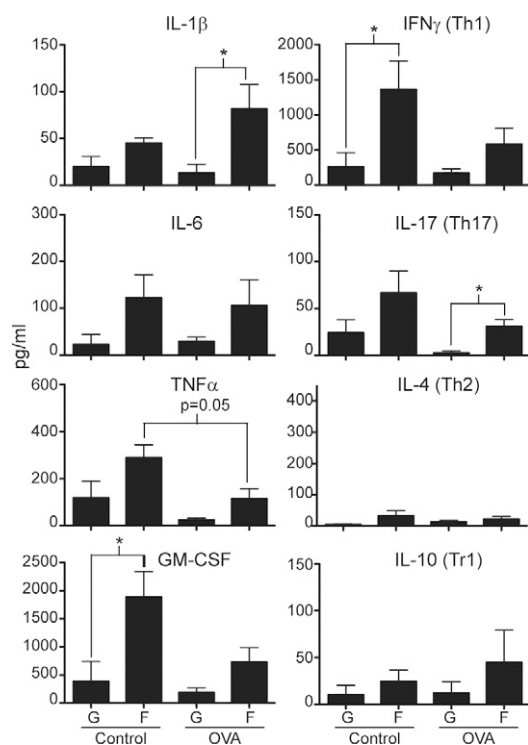 IL-1β
150
100
50
0
*
IFNγ (Th1)
2000
1500
1000
500
0
*
IL-6
300
200
100
0
IL-17 (Th17)
150
100
50
0
*
pg/ml
TNFα
p=0.05
600
400
200
0
IL-4 (Th2)
400
300
200
100
0
GM-CSF
2500
2000
1500
1000
500
0
*
G F G F
Control OVA
IL-10 (Tr1)
150
100
50
0
G F G F
Control OVA